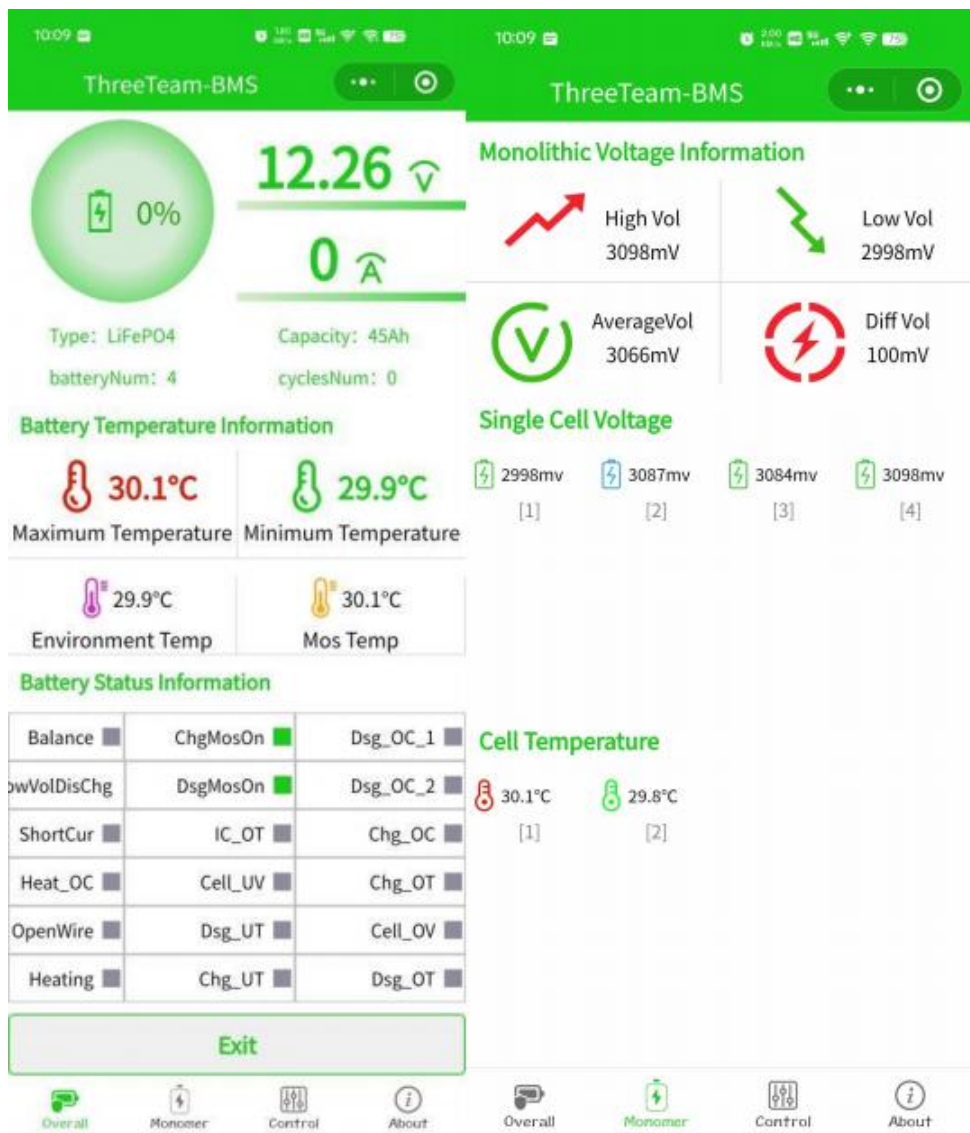 10:09
ThreeTeam-BMS
0%
12.26 V
0 A
Type: LiFePO4
Capacity: 45Ah
batteryNum: 4
cyclesNum: 0
Battery Temperature Information
30.1°C
Maximum Temperature
29.9°C
Minimum Temperature
29.9°C
Environment Temp
30.1°C
Mos Temp
Battery Status Information
Balance
ChgMosOn
Dsg_OC_1
owVolDisChg
DsgMosOn
Dsg_OC_2
ShortCur
IC_OT
Chg_OC
Heat_OC
Cell_UV
Chg_OT
OpenWire
Dsg_UT
Cell_OV
Heating
Chg_UT
Dsg_OT
Exit
Overall
Monomer
Control
About
10:09
ThreeTeam-BMS
Monolithic Voltage Information
High Vol
3098mV
Low Vol
2998mV
V
AverageVol
3066mV
Diff Vol
100mV
Single Cell Voltage
2998mv
3087mv
3084mv
3098mv
[1]
[2]
[3]
[4]
Cell Temperature
30.1°C
29.8°C
[1]
[2]
Overall
Monomer
Control
About